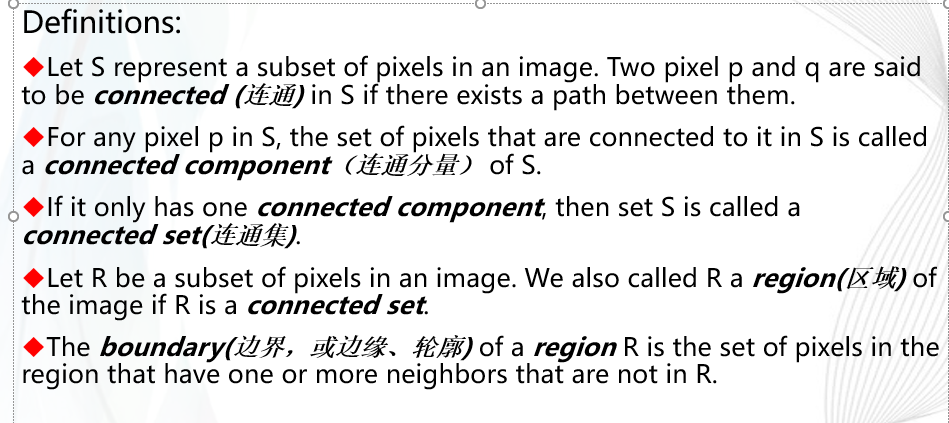 Definitions:
◆Let S represent a subset of pixels in an image. Two pixel p and q are said
to be connected (连通) in S if there exists a path between them.
◆For any pixel p in S, the set of pixels that are connected to it in S is called
a connected component（连通分量） of S.
◆If it only has one connected component, then set S is called a
connected set(连通集).
◆Let R be a subset of pixels in an image. We also called R a region(区域) of
the image if R is a connected set.
◆The boundary(边界，或边缘、轮廓) of a region R is the set of pixels in the
region that have one or more neighbors that are not in R.